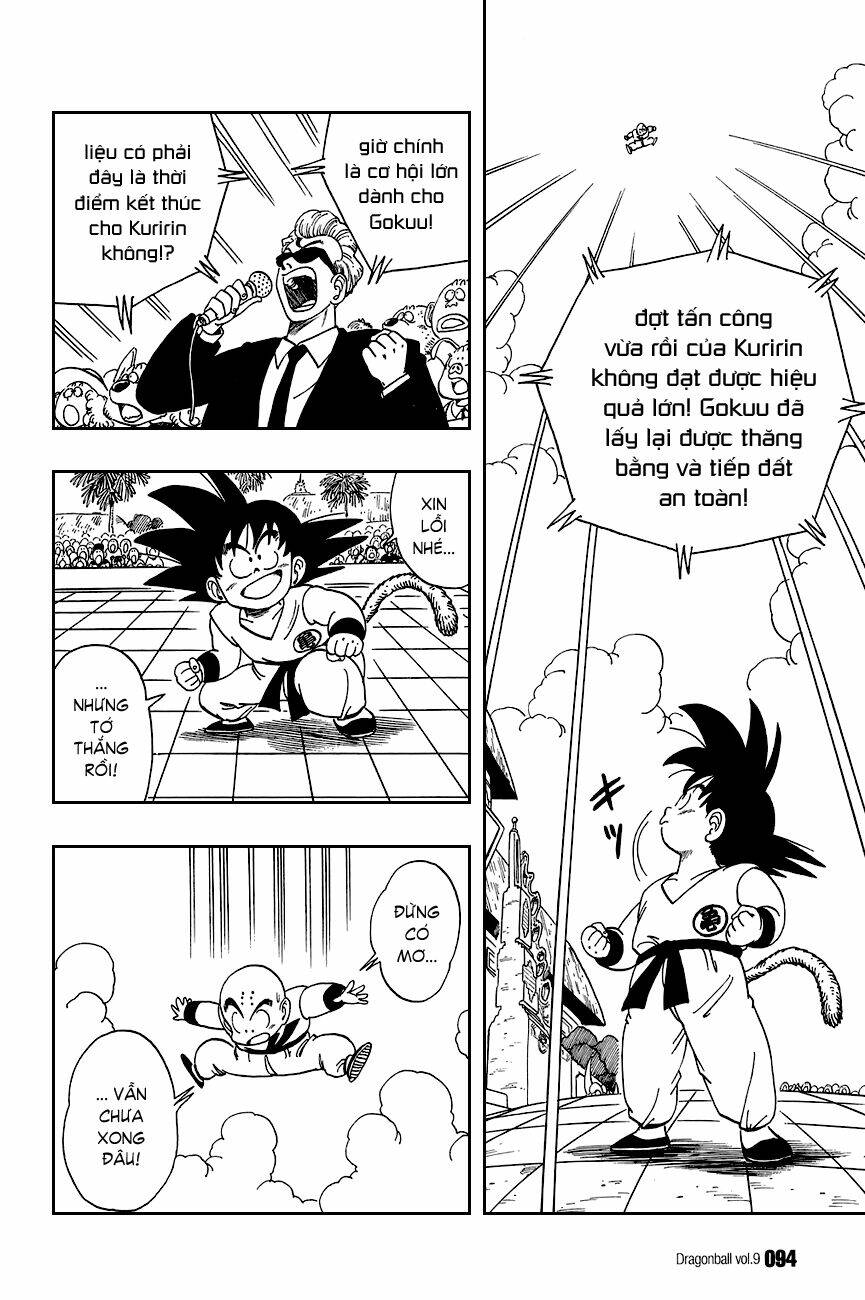 đợt tấn công
vừa rồi của Kuririn
không đạt được hiệu
quả lớn! Gokuu đã
lấy lại được thăng
bằng và tiếp đất
an toàn!
ギッ
giờ chính
là cơ hội lớn
dành cho
Gokuu!
liệu có phải
đây là thời
điểm kết thúc
cho Kuririn
không!?
XIN
LỖI
NHÉ...
...
NHƯNG
TỚ
THẮNG
RỒI!
ĐỪNG
CÓ
MƠ...
... VẪN
CHƯA
XONG
ĐÂU!
亀
Dragonball vol.9 094